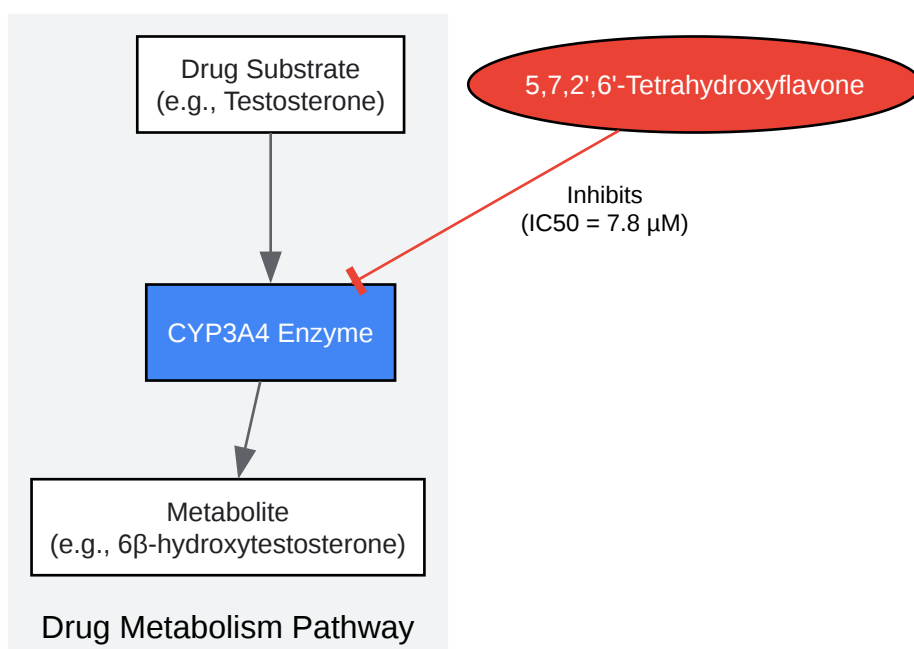 Drug Substrate
(e.g., Testosterone)
5,7,2',6'-Tetrahydroxyflavone
Inhibits
(IC50 = 7.8 µM)
CYP3A4 Enzyme
Metabolite
(e.g., 6β-hydroxytestosterone)
Drug Metabolism Pathway